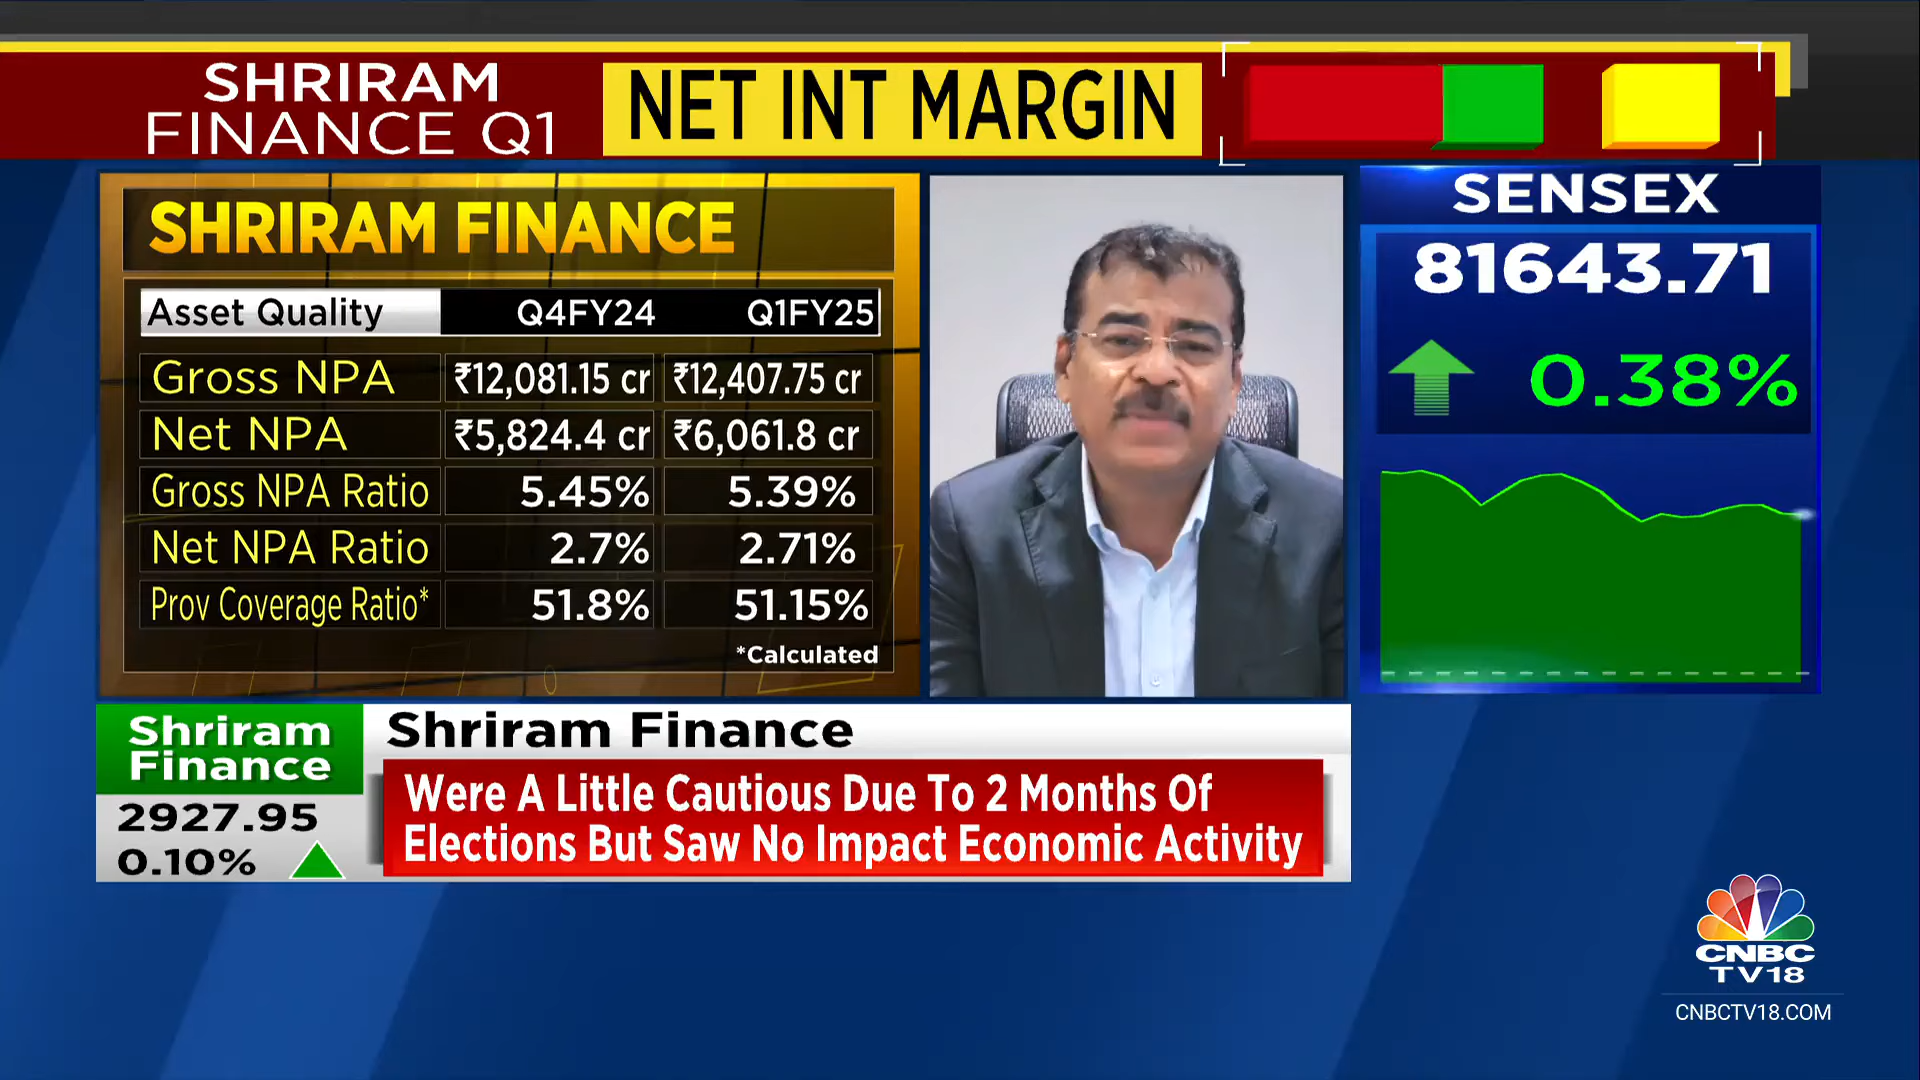 SHRIRAM
FINANCE Q1
NET INT MARGIN
SHRIRAM FINANCE
Asset Quality Q4FY24 Q1FY25
Gross NPA ₹12,081.15 cr ₹12,407.75 cr
Net NPA ₹5,824.4 cr ₹6,061.8 cr
Gross NPA Ratio 5.45% 5.39%
Net NPA Ratio 2.7% 2.71%
Prov Coverage Ratio* 51.8% 51.15%
*Calculated
SENSEX
81643.71
0.38%
Shriram
Finance
2927.95
0.10%
Shriram Finance
Were A Little Cautious Due To 2 Months Of
Elections But Saw No Impact Economic Activity
CNBC
TV18
CNBCTV18.COM